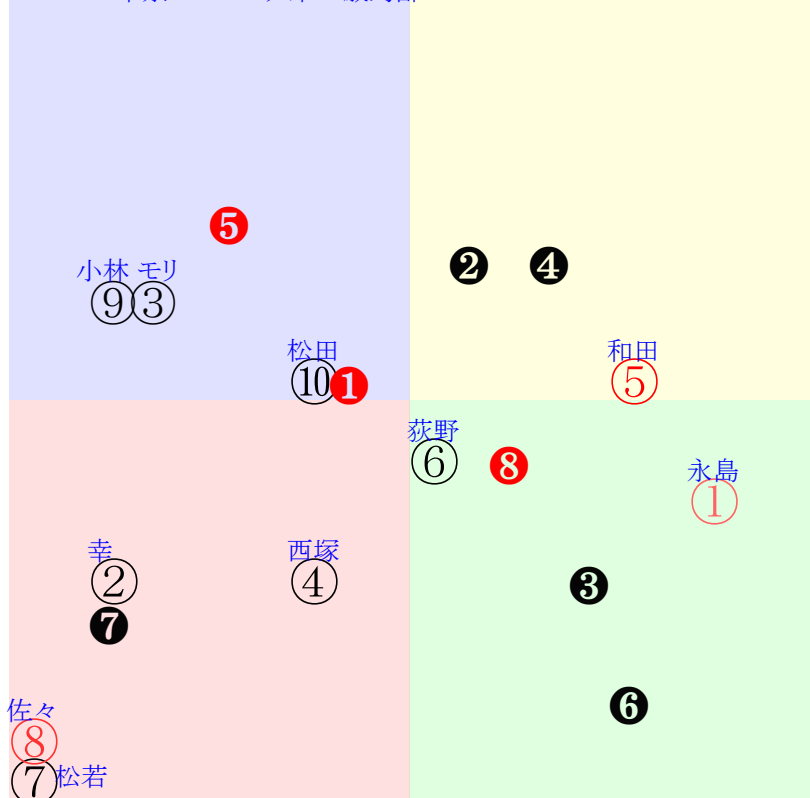 ❺
小林 モリ
⑨③
❷ ❹
松田
⑩❶
和田
⑤
荻野
⑥
❽
永島
①
幸
②
❼
西塚
④
❸
❻
佐々
⑧
⑦松若